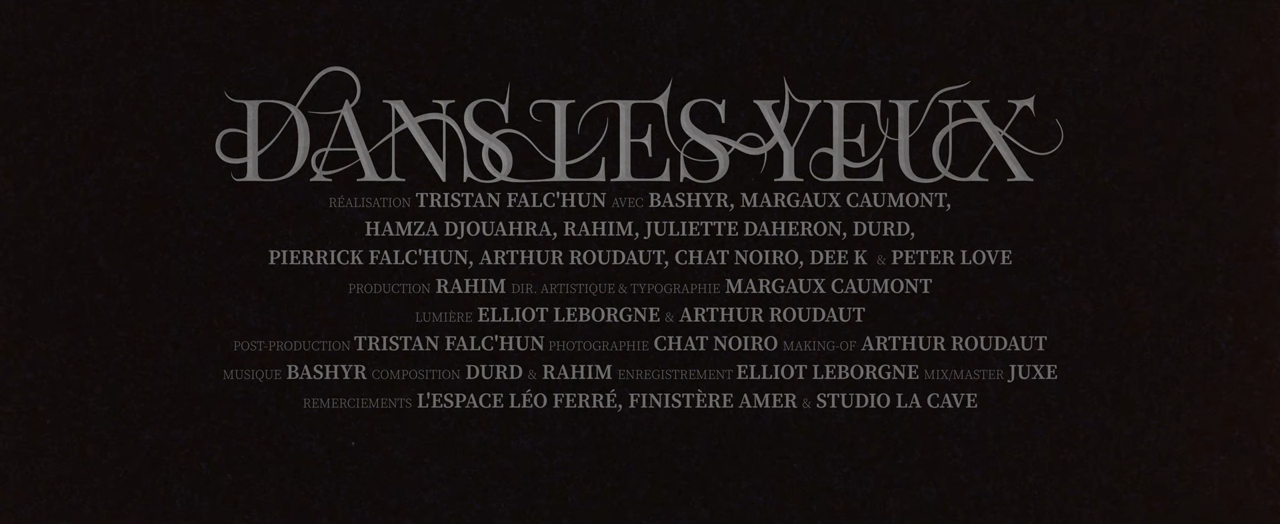 DANS LES YEUX
RÉALISATION TRISTAN FALC'HUN AVEC BASHYR, MARGAUX CAUMONT,
HAMZA DJOUAHRA, RAHIM, JULIETTE DAHERON, DURD,
PIERRICK FALC'HUN, ARTHUR ROUDAUT, CHAT NOIRO, DEE K & PETER LOVE
PRODUCTION RAHIM DIR. ARTISTIQUE & TYPOGRAPHIE MARGAUX CAUMONT
LUMIÈRE ELLIOT LEBORGNE & ARTHUR ROUDAUT
POST-PRODUCTION TRISTAN FALC'HUN PHOTOGRAPHIE CHAT NOIRO MAKING-OF ARTHUR ROUDAUT
MUSIQUE BASHYR COMPOSITION DURD & RAHIM ENREGISTREMENT ELLIOT LEBORGNE MIX/MASTER JUXE
REMERCIEMENTS L'ESPACE LÉO FERRÉ, FINISTÈRE AMER & STUDIO LA CAVE